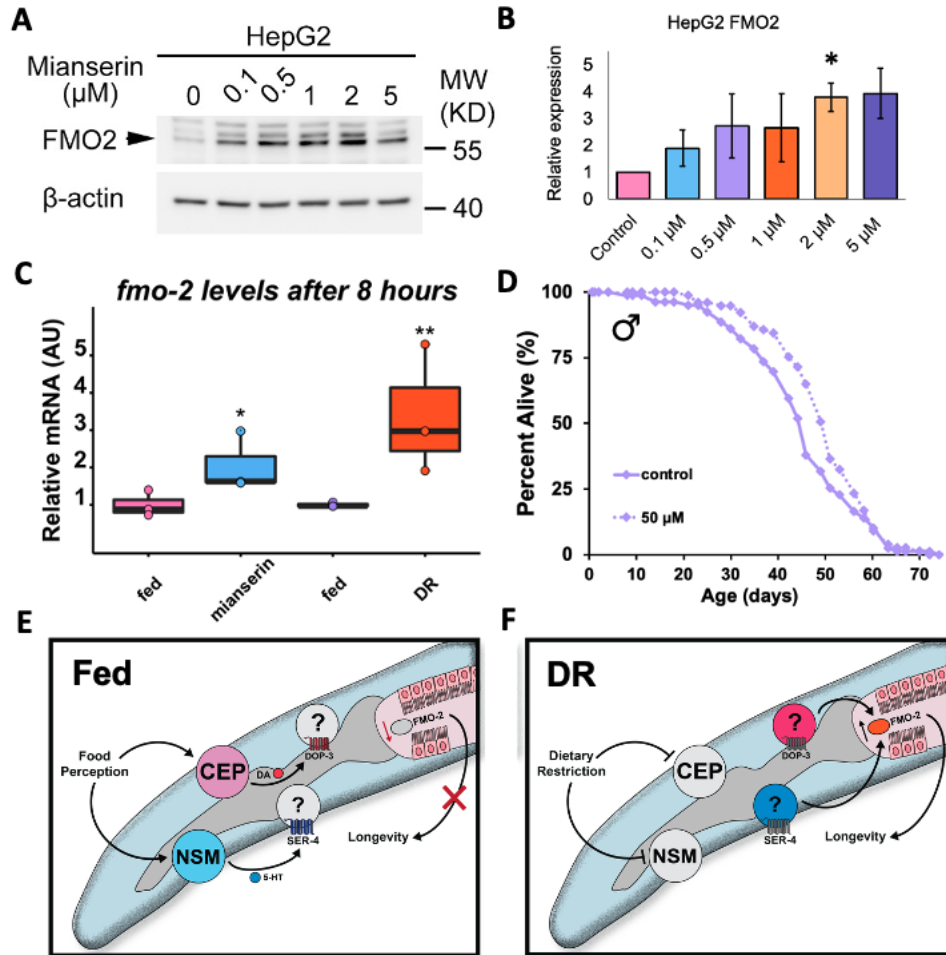 A
HepG2
Mianserin
(µM)
0 0.1 0.5 1 2 5
MW
(KD)
FMO2
55
β-actin
40
B
HepG2 FMO2
Relative expression
5
4
3
2
1
0
*
Control
0.1 µM
0.5 µM
1 µM
2 µM
5 µM
C
fmo-2 levels after 8 hours
Relative mRNA (AU)
5
4
3
2
1
*
**
fed
mianserin
fed
DR
D
♂
Percent Alive (%)
100
75
50
25
0
control
50 µM
0 10 20 30 40 50 60 70
Age (days)
E
Fed
Food
Perception
CEP
DA
?
DOP-3
FMO-2
?
SER-4
NSM
5-HT
Longevity
F
DR
Dietary
Restriction
CEP
?
DOP-3
FMO-2
?
SER-4
NSM
Longevity